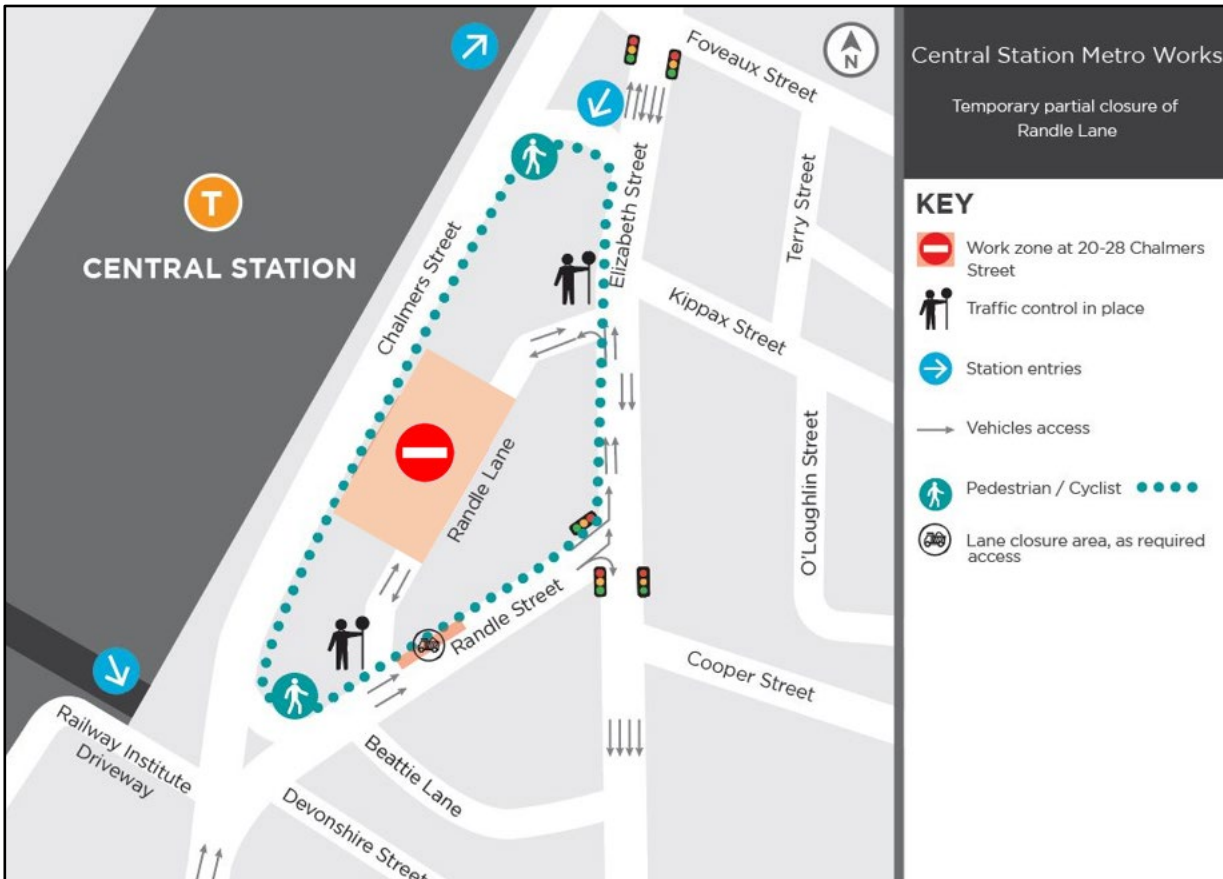 Foveaux Street
N
Central Station Metro Works
Temporary partial closure of
Randle Lane
T
CENTRAL STATION
Chalmers Street
Elizabeth Street
Terry Street
Kippax Street
O'Loughlin Street
Randle Lane
Randle Street
Cooper Street
Railway Institute
Driveway
Beattie Lane
Devonshire Street
KEY
Work zone at 20-28 Chalmers
Street
Traffic control in place
Station entries
Vehicles access
Pedestrian / Cyclist
Lane closure area, as required
access